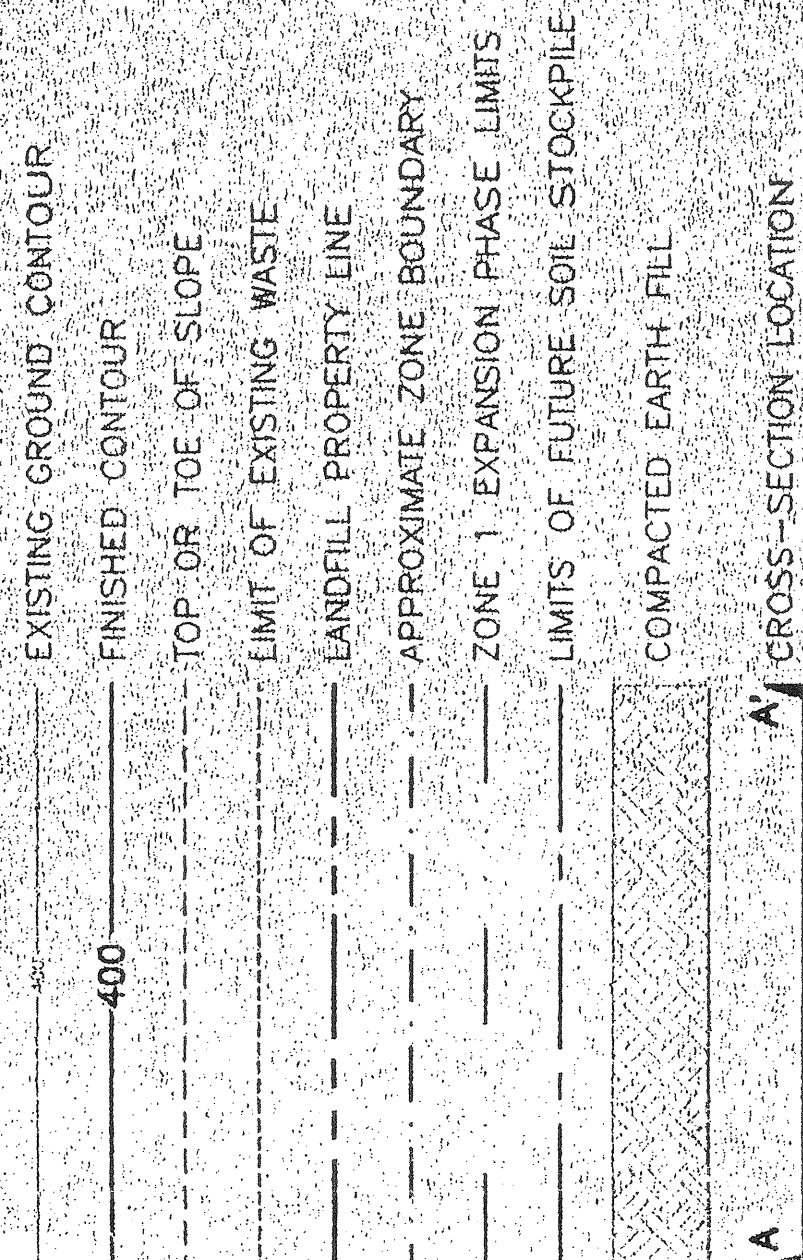 400 EXISTING GROUND CONTOUR
400 FINISHED CONTOUR
TOP OR TOE OF SLOPE
LIMIT OF EXISTING WASTE
LANDFILL PROPERTY LINE
APPROXIMATE ZONE BOUNDARY
ZONE 1 EXPANSION PHASE LIMITS
LIMITS OF FUTURE SOIL STOCKPILE
COMPACTED EARTH FILL
A A' CROSS-SECTION LOCATION